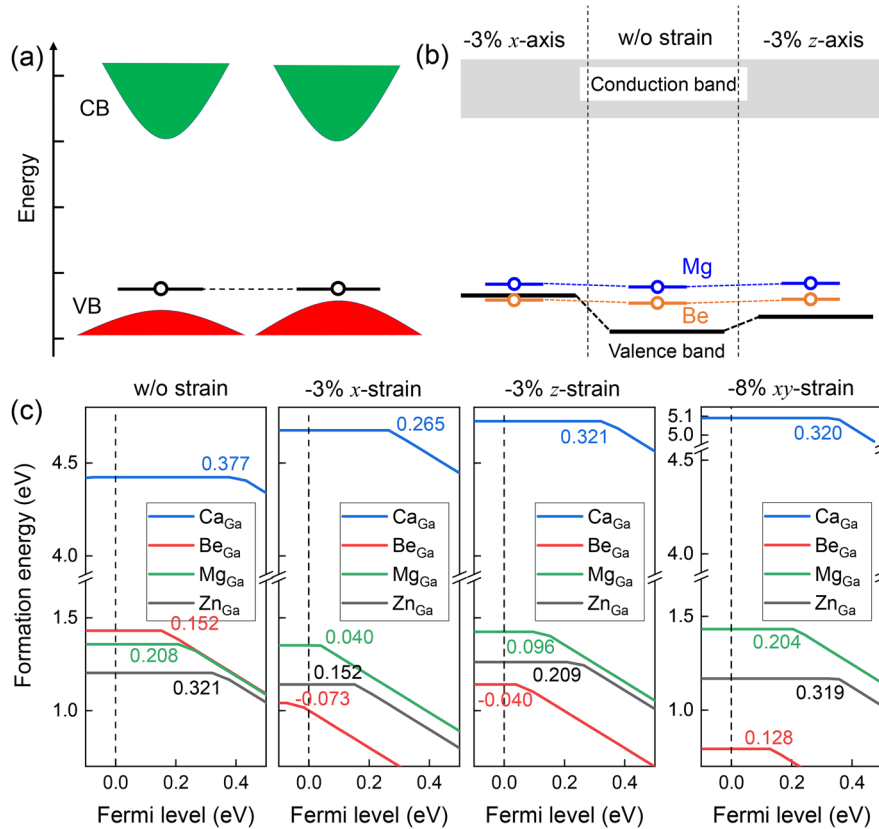 (a)
CB
VB
Energy
(b)
-3% x-axis
w/o strain
-3% z-axis
Conduction band
Mg
Be
Valence band
(c)
Formation energy (eV)
w/o strain
4.5
4.0
1.5
1.0
0.377
Ca_Ga
Be_Ga
Mg_Ga
Zn_Ga
0.152
0.208
0.321
0.0 0.2 0.4
Fermi level (eV)
-3% x-strain
0.265
Ca_Ga
Be_Ga
Mg_Ga
Zn_Ga
0.040
0.152
-0.073
0.0 0.2 0.4
Fermi level (eV)
-3% z-strain
0.321
Ca_Ga
Be_Ga
Mg_Ga
Zn_Ga
0.096
0.209
-0.040
0.0 0.2 0.4
Fermi level (eV)
-8% xy-strain
5.1
5.0
4.5
4.0
1.5
1.0
0.320
Ca_Ga
Be_Ga
Mg_Ga
Zn_Ga
0.204
0.319
0.128
0.0 0.2 0.4
Fermi level (eV)